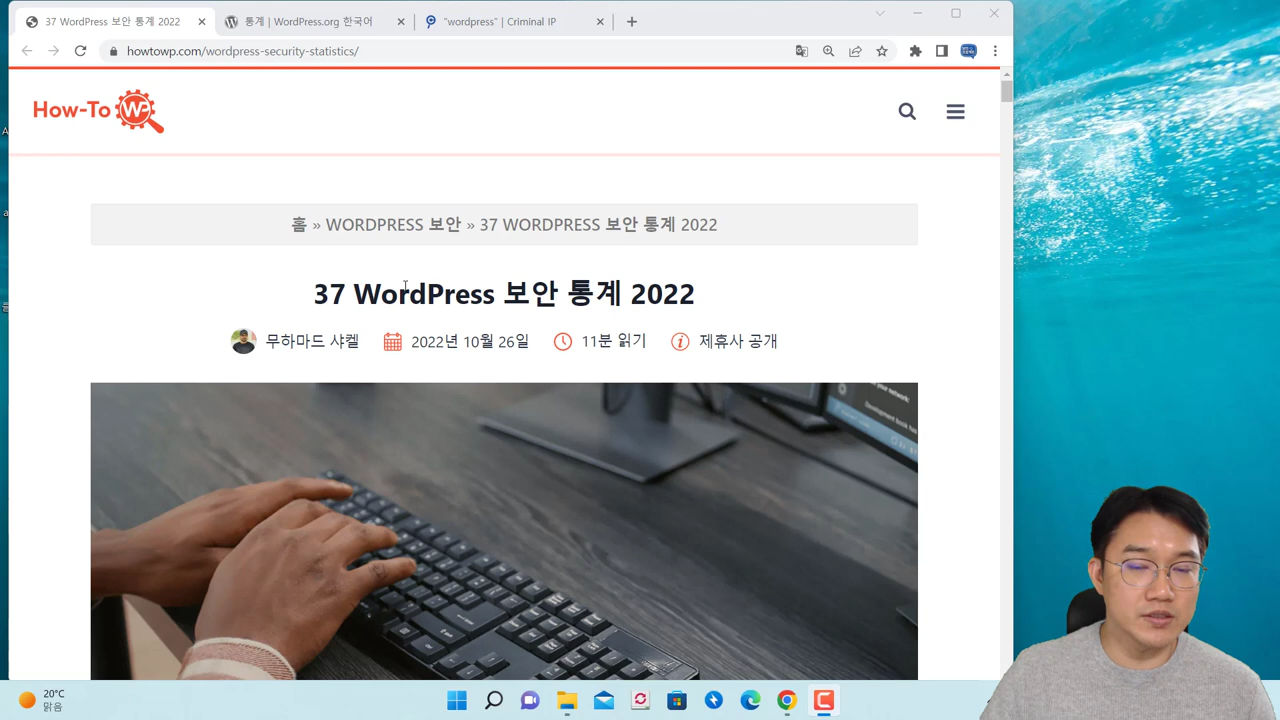 37 WordPress 보안 통계 2022
통계 | WordPress.org 한국어
"wordpress" | Criminal IP
howtowp.com/wordpress-security-statistics/
How-To WP
홈 » WORDPRESS 보안 » 37 WORDPRESS 보안 통계 2022
37 WordPress 보안 통계 2022
무하마드 샤켈
2022년 10월 26일
11분 읽기
제휴사 공개
20°C
맑음